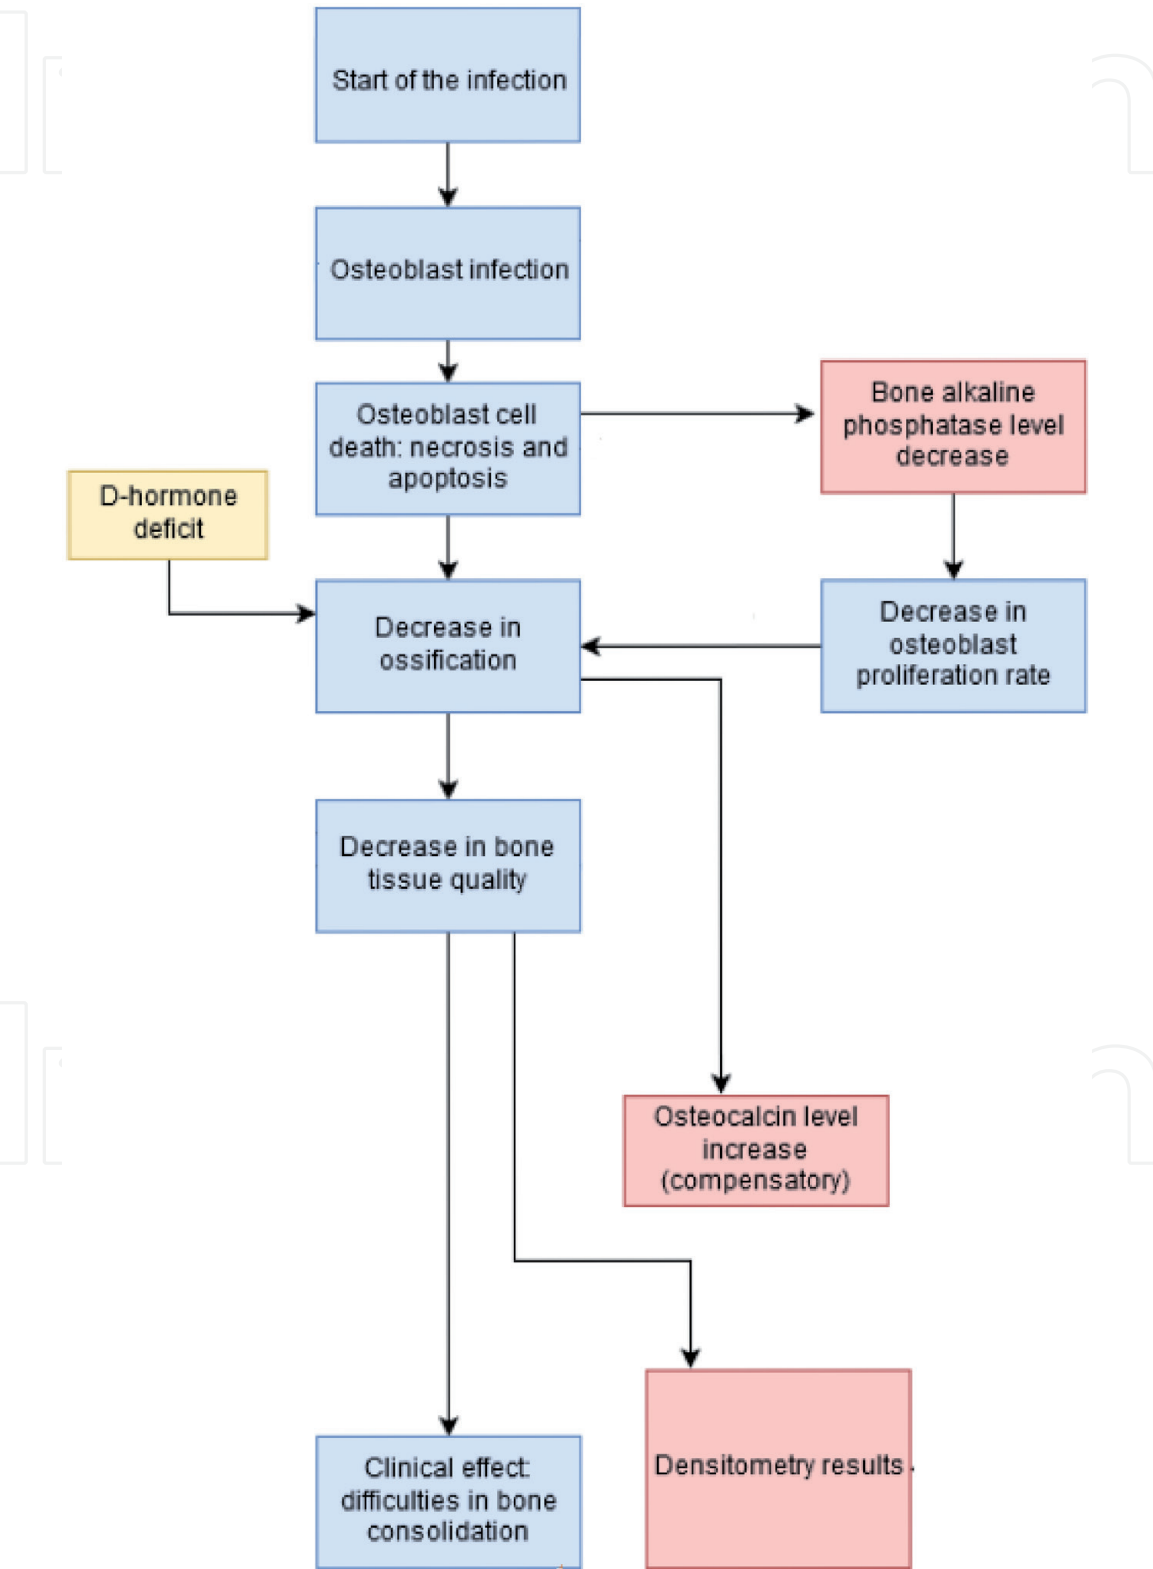 Start of the infection
Osteoblast infection
Osteoblast cell
death: necrosis and
apoptosis
Bone alkaline
phosphatase level
decrease
D-hormone
deficit
Decrease in
ossification
Decrease in
osteoblast
proliferation rate
Decrease in bone
tissue quality
Osteocalcin level
increase
(compensatory)
Clinical effect:
difficulties in bone
consolidation
Densitometry results